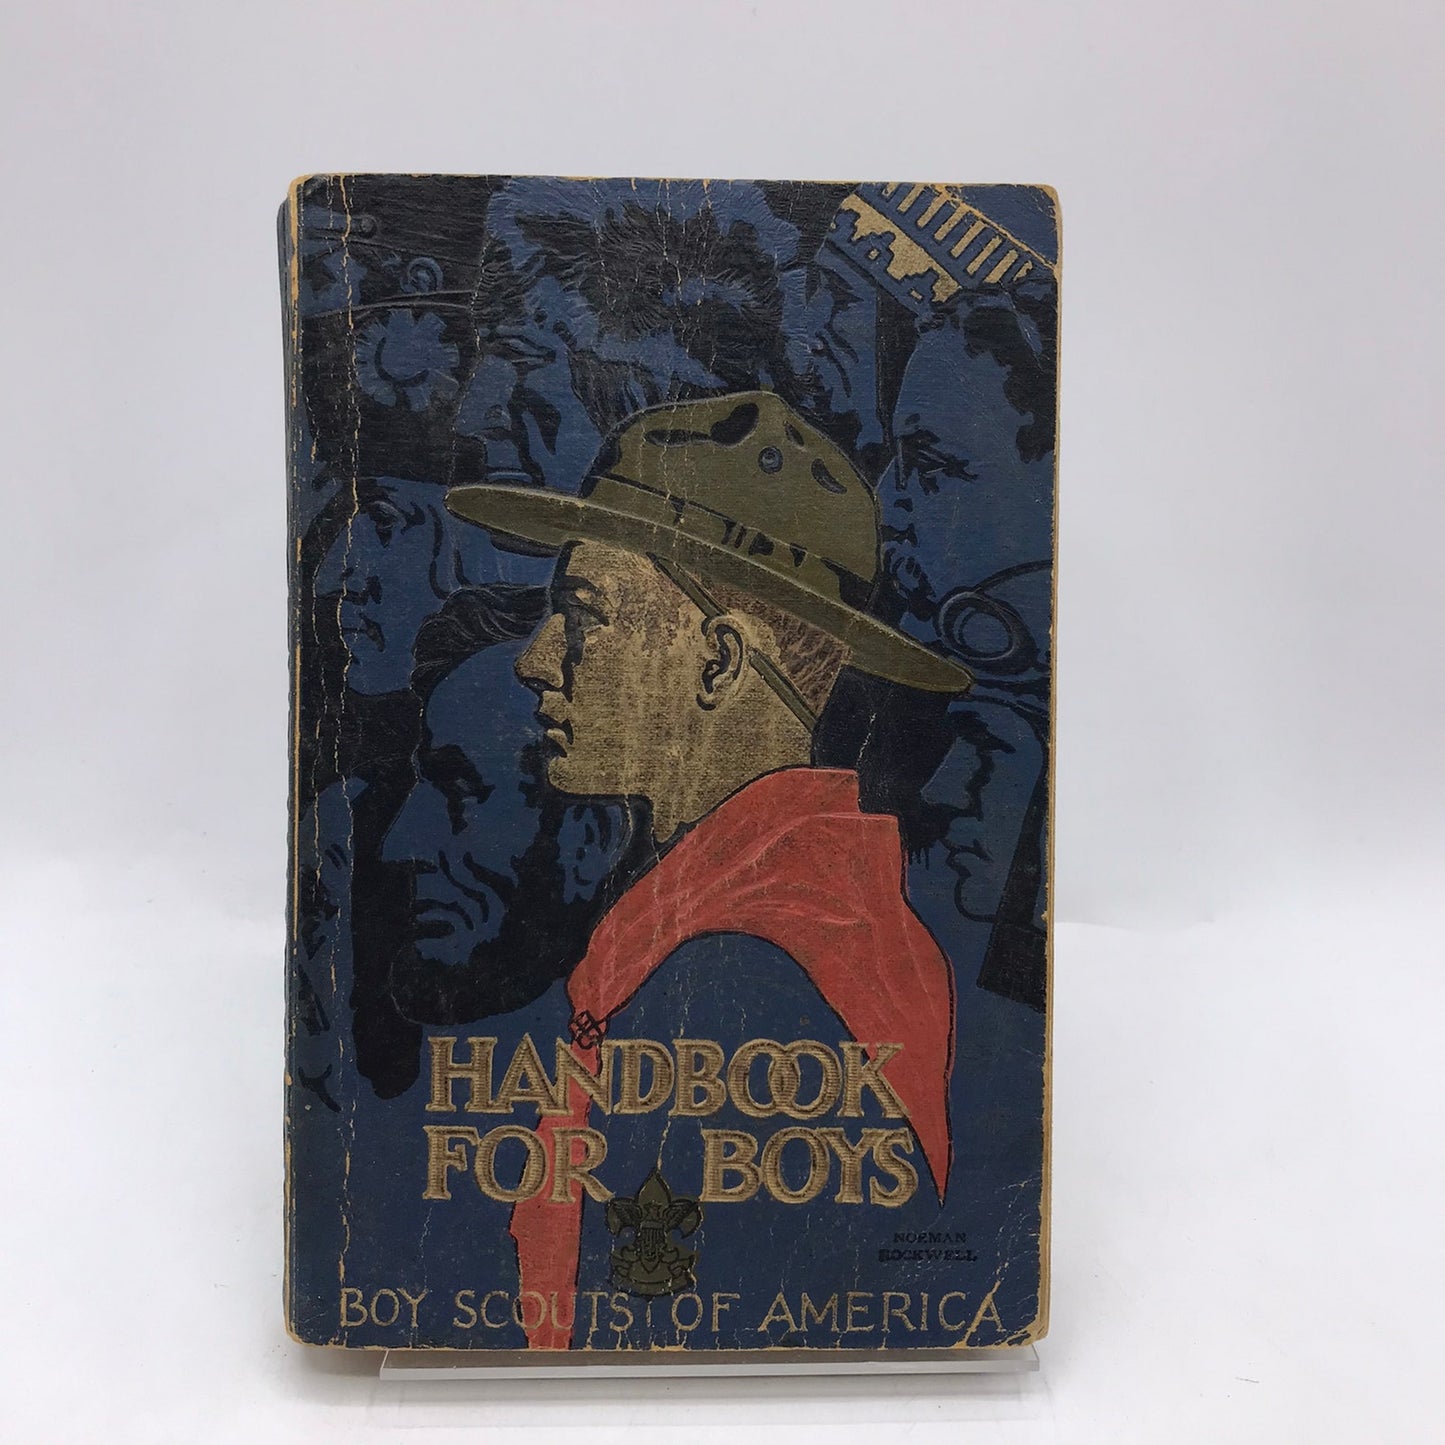 HANDBOOK
FOR BOYS
NORMAN
ROCKWELL
BOY SCOUTS OF AMERICA